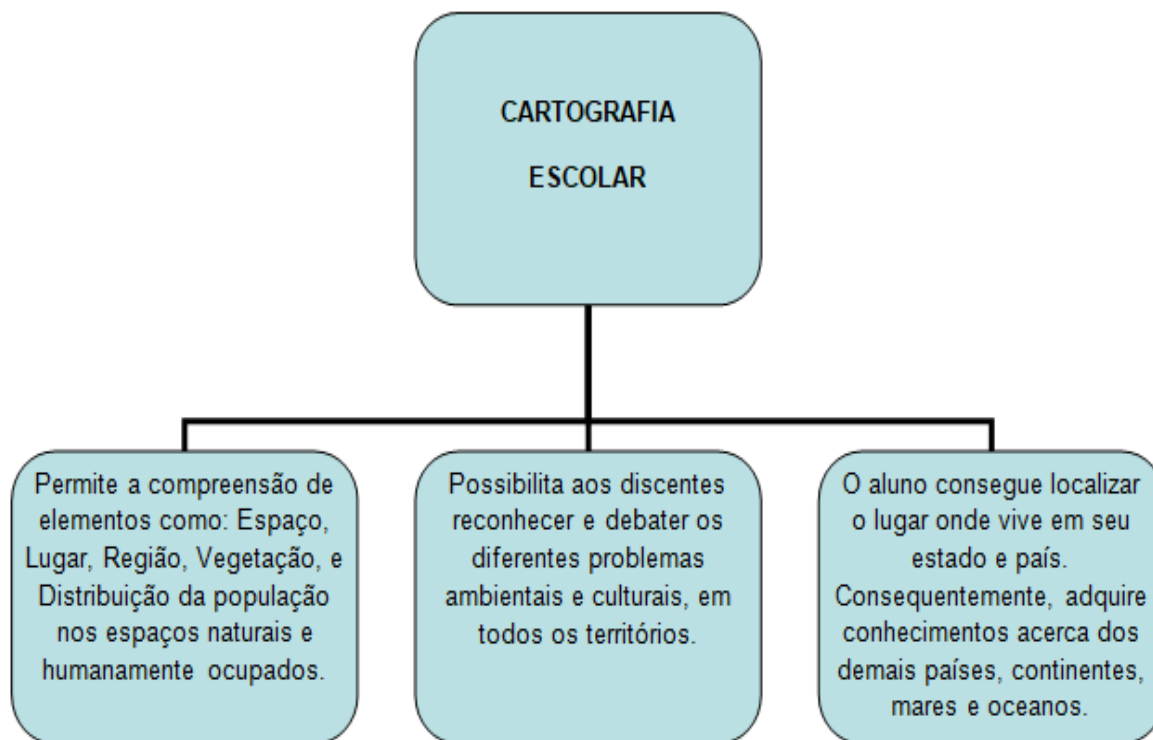 CARTOGRAFIA
ESCOLAR
Permite a compreensão de
elementos como: Espaço,
Lugar, Região, Vegetação, e
Distribuição da população
nos espaços naturais e
humanamente ocupados.
Possibilita aos discentes
reconhecer e debater os
diferentes problemas
ambientais e culturais, em
todos os territórios.
O aluno consegue localizar
o lugar onde vive em seu
estado e país.
Consequentemente, adquire
conhecimentos acerca dos
demais países, continentes,
mares e oceanos.